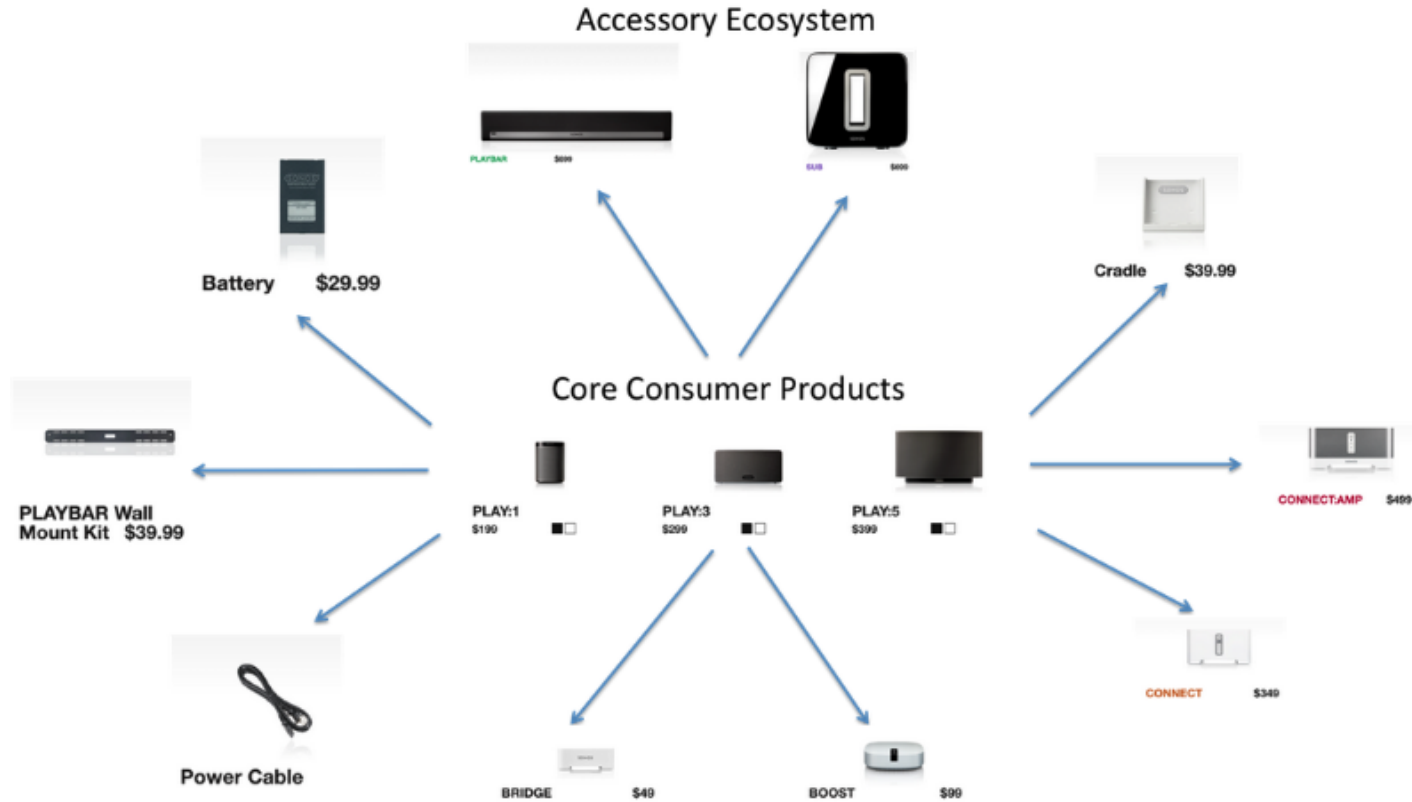 Accessory Ecosystem
PLAYBAR $699
SUB $699
Battery $29.99
Cradle $39.99
Core Consumer Products
PLAYBAR Wall
Mount Kit $39.99
PLAY:1
$199
PLAY:3
$299
PLAY:5
$399
CONNECT:AMP $499
CONNECT $349
Power Cable
BRIDGE $49
BOOST $99